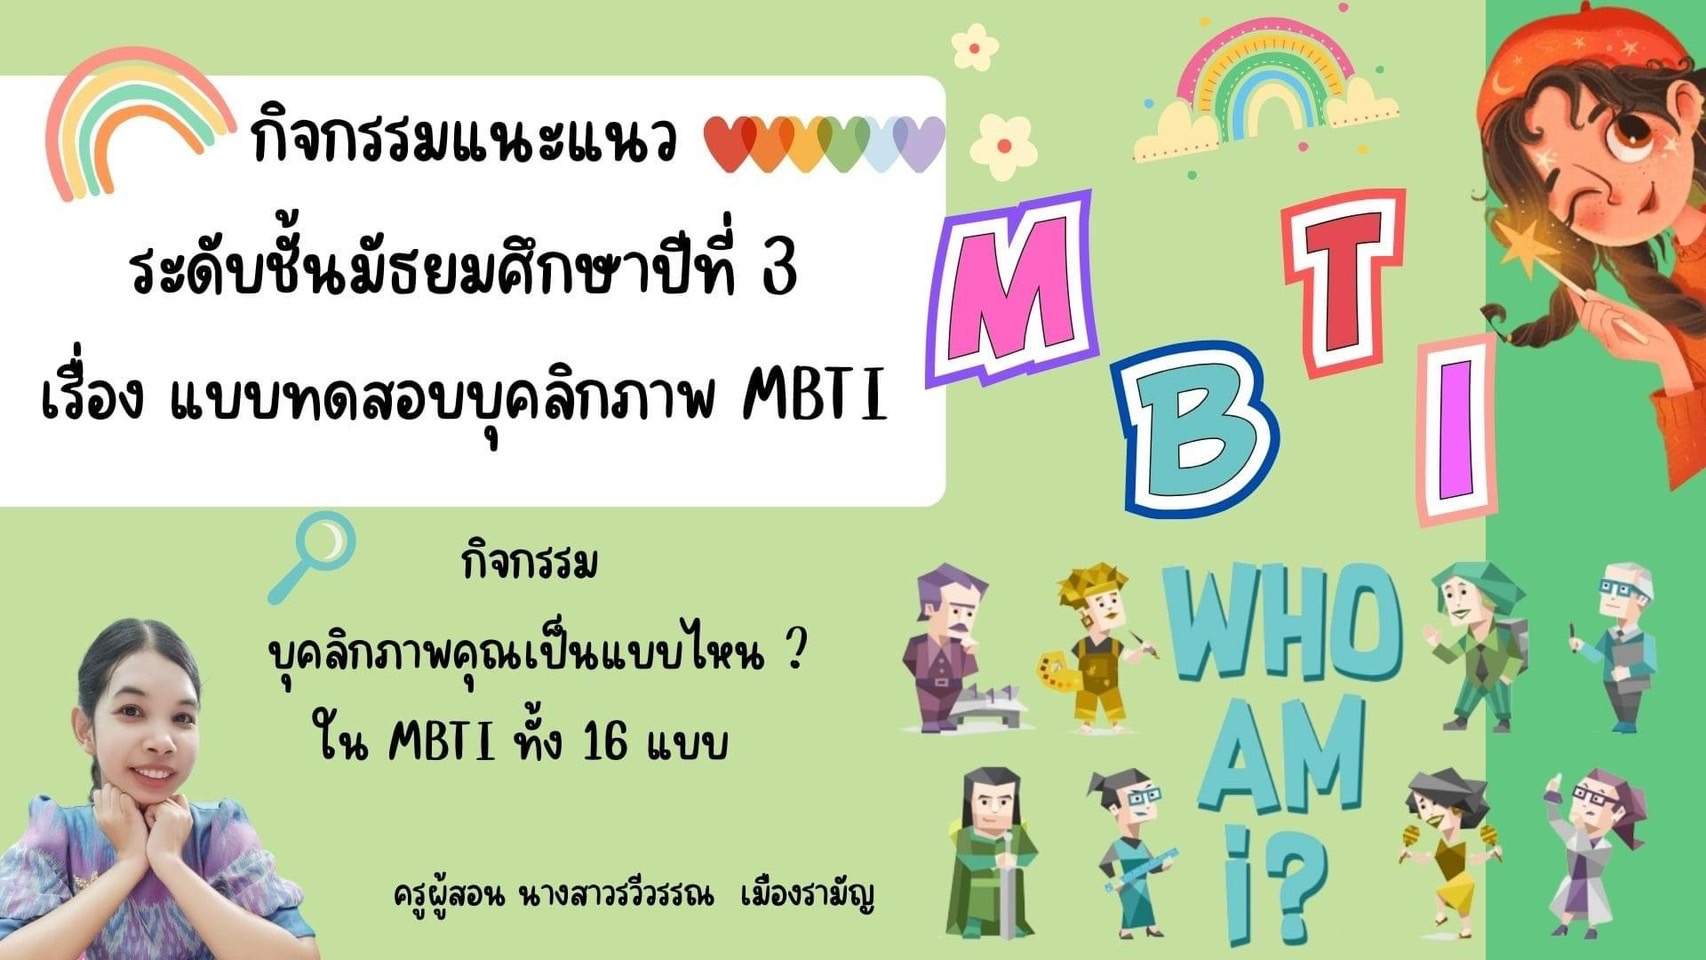 กิจกรรมแนะแนว
ระดับชั้นมัธยมศึกษาปีที่ 3
เรื่อง แบบทดสอบบุคลิกภาพ MBTI
MBTI
กิจกรรม
บุคลิกภาพคุณเป็นแบบไหน ?
ใน MBTI ทั้ง 16 แบบ
ครูผู้สอน นางสาวรวีวรรณ เมืองรามัญ
WHO
AM
i?